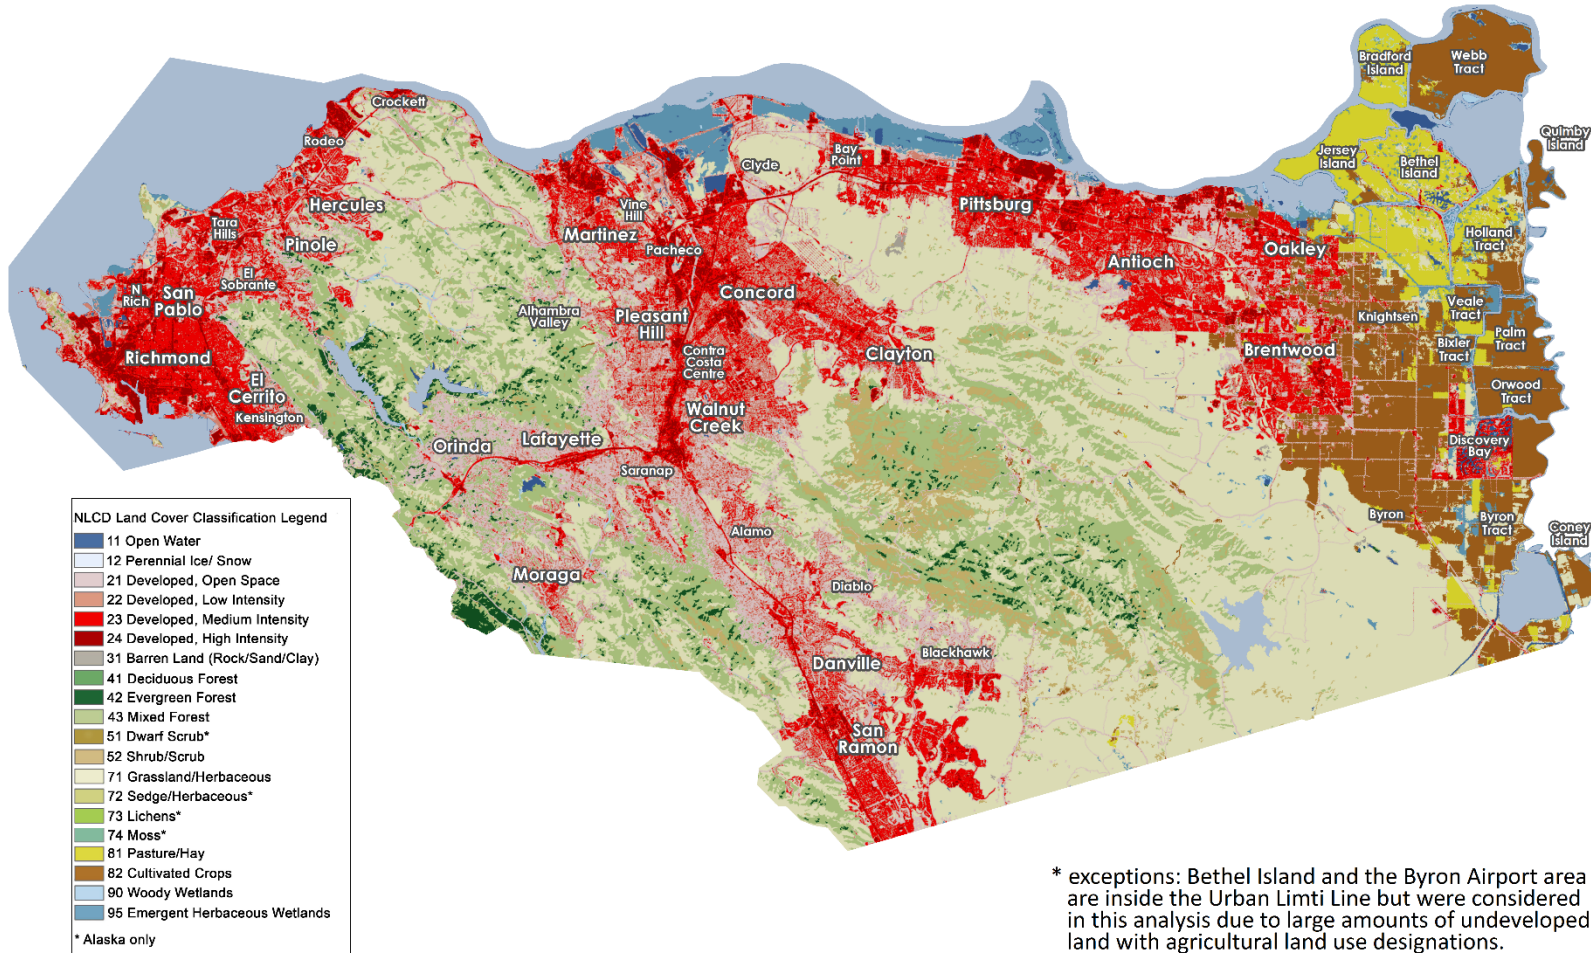 Bradford
Island
Webb
Tract
Crockett
Rodeo
Quimby
Island
Jersey
Island
Bethel
Island
Bay
Point
Clyde
Hercules
Vine
Hill
Pittsburg
Tara
Hills
Pinole
Martinez
Pacheco
Antioch
Oakley
Holland
Tract
El
Sobrante
N
Rich
San
Pablo
Concord
Alhambra
Valley
Pleasant
Hill
Veale
Tract
Knightsen
Bixler
Tract
Palm
Tract
Richmond
Contra
Costa
Centre
Clayton
Brentwood
El
Cerrito
Kensington
Walnut
Creek
Orwood
Tract
Orinda
Lafayette
Saranap
Discovery
Bay
Byron
Byron
Tract
Coney
Island
Alamo
Moraga
Diablo
Danville
Blackhawk
San
Ramon
NLCD Land Cover Classification Legend
11 Open Water
12 Perennial Ice/ Snow
21 Developed, Open Space
22 Developed, Low Intensity
23 Developed, Medium Intensity
24 Developed, High Intensity
31 Barren Land (Rock/Sand/Clay)
41 Deciduous Forest
42 Evergreen Forest
43 Mixed Forest
51 Dwarf Scrub*
52 Shrub/Scrub
71 Grassland/Herbaceous
72 Sedge/Herbaceous*
73 Lichens*
74 Moss*
81 Pasture/Hay
82 Cultivated Crops
90 Woody Wetlands
95 Emergent Herbaceous Wetlands
* Alaska only
* exceptions: Bethel Island and the Byron Airport area
are inside the Urban Limti Line but were considered
in this analysis due to large amounts of undeveloped
land with agricultural land use designations.